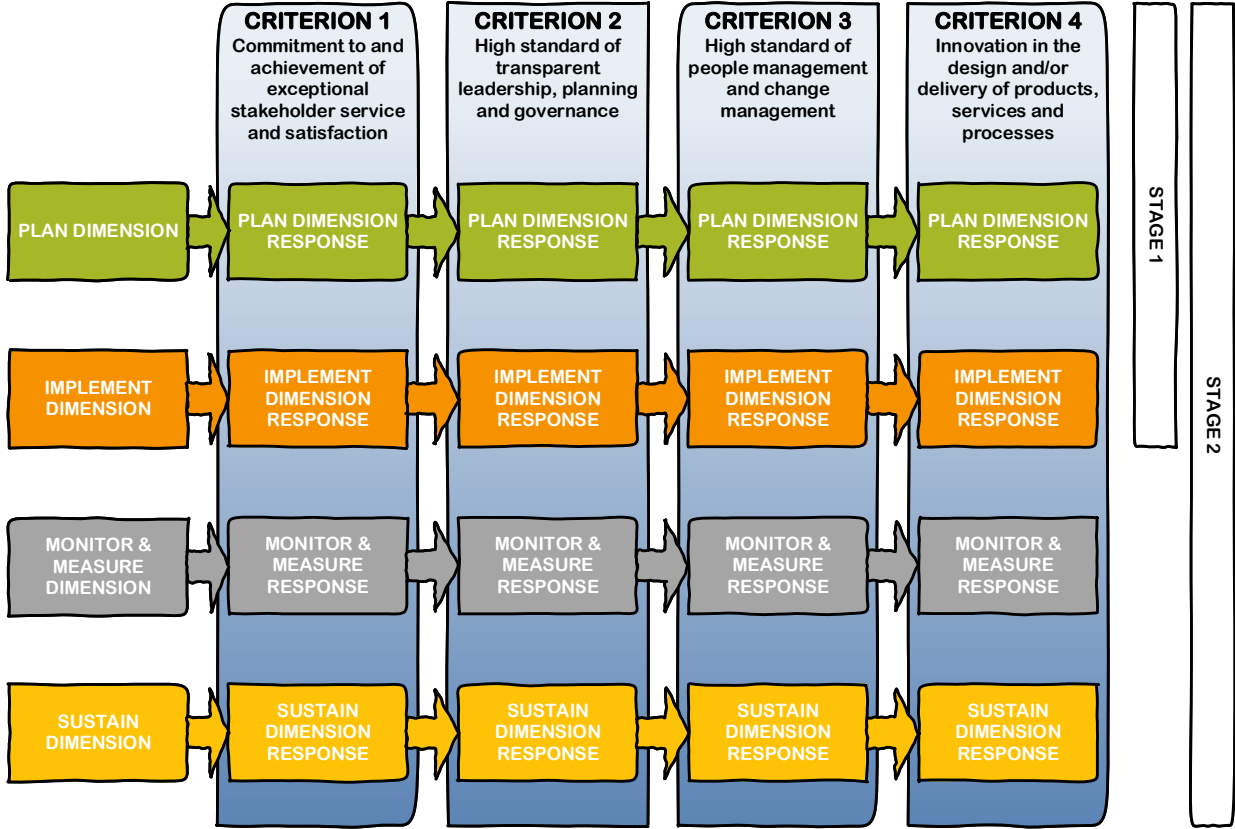 CRITERION 1
Commitment to and
achievement of
exceptional
stakeholder service
and satisfaction
CRITERION 2
High standard of
transparent
leadership, planning
and governance
CRITERION 3
High standard of
people management
and change
management
CRITERION 4
Innovation in the
design and/or
delivery of products,
services and
processes
PLAN DIMENSION
PLAN DIMENSION
RESPONSE
PLAN DIMENSION
RESPONSE
PLAN DIMENSION
RESPONSE
PLAN DIMENSION
RESPONSE
IMPLEMENT
DIMENSION
IMPLEMENT
DIMENSION
RESPONSE
IMPLEMENT
DIMENSION
RESPONSE
IMPLEMENT
DIMENSION
RESPONSE
IMPLEMENT
DIMENSION
RESPONSE
MONITOR &
MEASURE
DIMENSION
MONITOR &
MEASURE
RESPONSE
MONITOR &
MEASURE
RESPONSE
MONITOR &
MEASURE
RESPONSE
MONITOR &
MEASURE
RESPONSE
SUSTAIN
DIMENSION
SUSTAIN
DIMENSION
RESPONSE
SUSTAIN
DIMENSION
RESPONSE
SUSTAIN
DIMENSION
RESPONSE
SUSTAIN
DIMENSION
RESPONSE
STAGE 1
STAGE 2